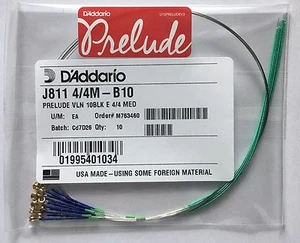 D'Addario
Prelude
D'Addario
J811 4/4M-B10
PRELUDE VLN 10BLK E 4/4 MED
U/M: EA Order# M763460
Batch: Cd7D26 Qty: 10
01995401034
USA MADE—USING SOME FOREIGN MATERIAL